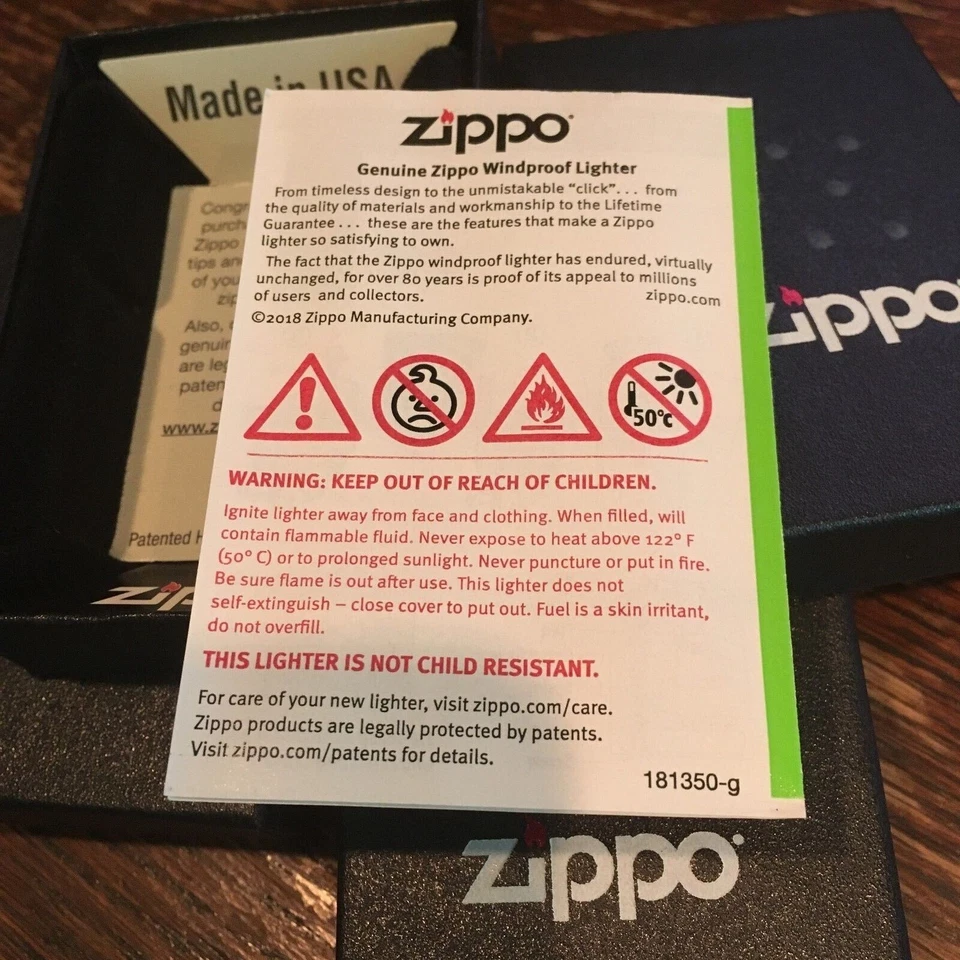 Made in USA
zippo
Genuine Zippo Windproof Lighter
From timeless design to the unmistakable “click”... from
the quality of materials and workmanship to the Lifetime
Guarantee... these are the features that make a Zippo
lighter so satisfying to own.
The fact that the Zippo windproof lighter has endured, virtually
unchanged, for over 80 years is proof of its appeal to millions
of users and collectors. zippo.com
©2018 Zippo Manufacturing Company.
50°C
WARNING: KEEP OUT OF REACH OF CHILDREN.
Ignite lighter away from face and clothing. When filled, will
contain flammable fluid. Never expose to heat above 122° F
(50° C) or to prolonged sunlight. Never puncture or put in fire.
Be sure flame is out after use. This lighter does not
self-extinguish – close cover to put out. Fuel is a skin irritant,
do not overfill.
THIS LIGHTER IS NOT CHILD RESISTANT.
For care of your new lighter, visit zippo.com/care.
Zippo products are legally protected by patents.
Visit zippo.com/patents for details.
181350-g
Zippo
tips
of you
Also,
are
Patented
zippo
zippo